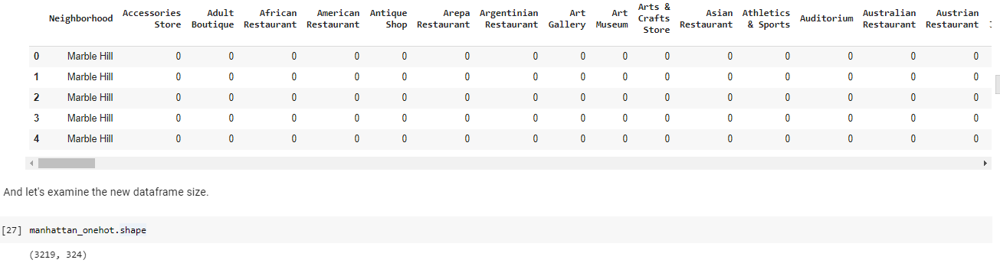 Neighborhood Accessories Store Adult Boutique African Restaurant American Restaurant Antique Shop Arepa Restaurant Argentinian Restaurant Art Gallery Art Museum Arts & Crafts Store Asian Restaurant Athletics & Sports Auditorium Australian Restaurant Austrian Restaurant
0 Marble Hill 0 0 0 0 0 0 0 0 0 0 0 0 0 0 0
1 Marble Hill 0 0 0 0 0 0 0 0 0 0 0 0 0 0 0
2 Marble Hill 0 0 0 0 0 0 0 0 0 0 0 0 0 0 0
3 Marble Hill 0 0 0 0 0 0 0 0 0 0 0 0 0 0 0
4 Marble Hill 0 0 0 0 0 0 0 0 0 0 0 0 0 0 0
And let's examine the new dataframe size.
[27] manhattan_onehot.shape
(3219, 324)